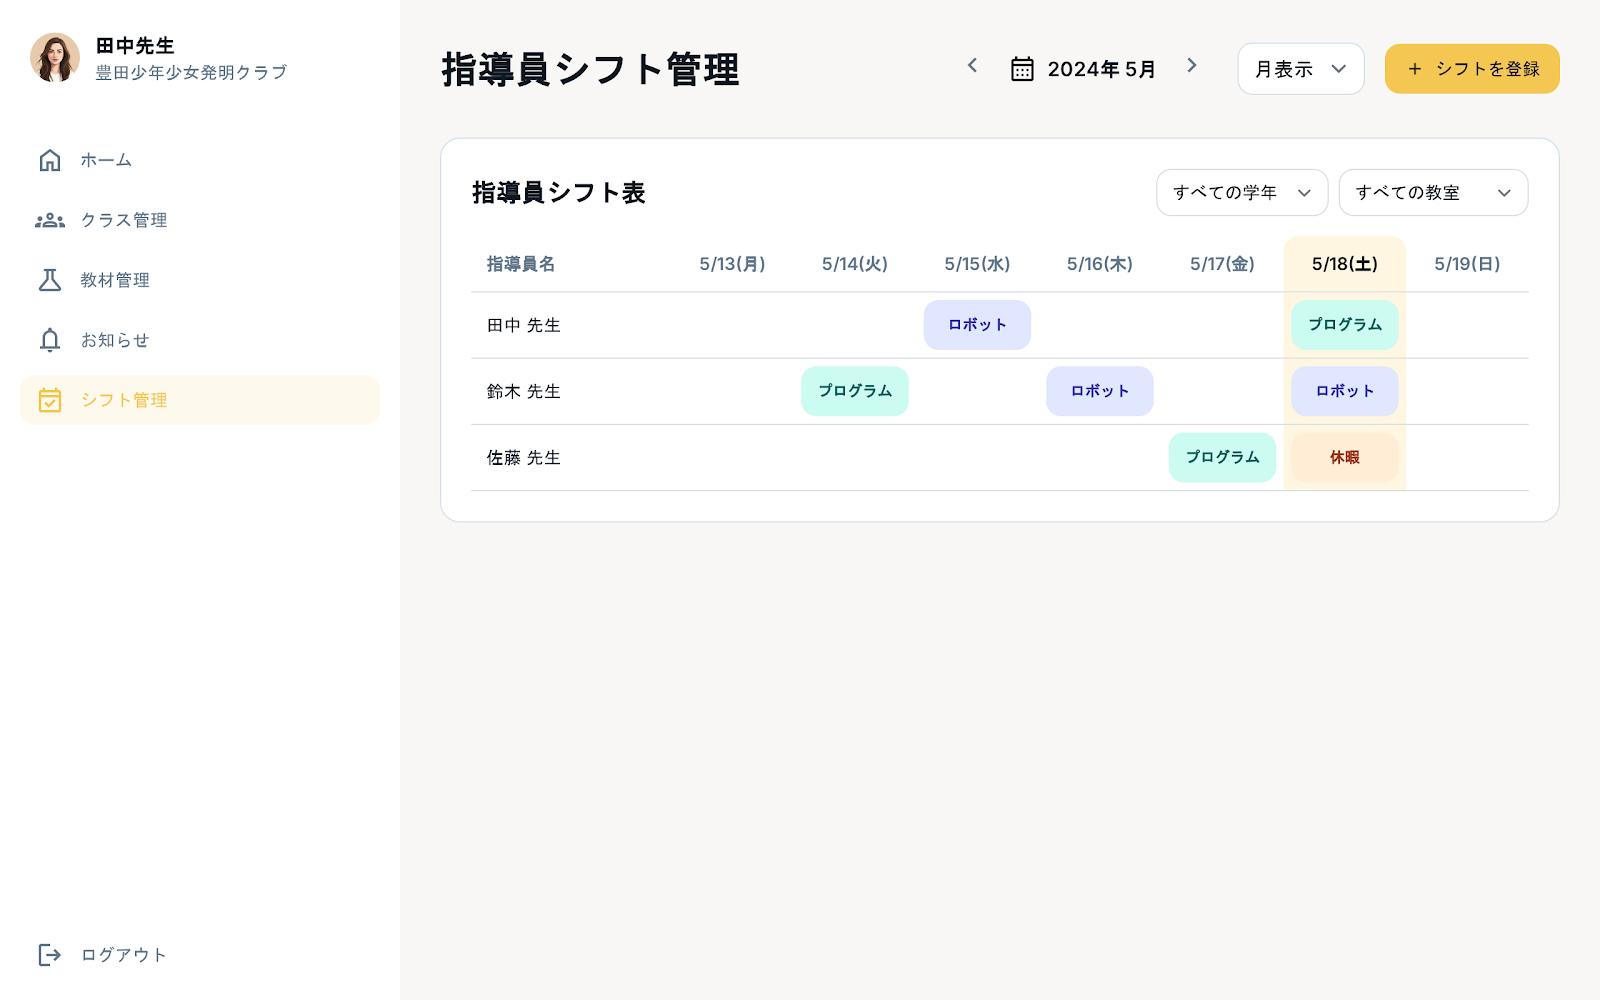 田中先生
豊田少年少女発明クラブ
ホーム
クラス管理
教材管理
お知らせ
シフト管理
ログアウト
指導員シフト管理
2024年 5月
月表示
+ シフトを登録
指導員シフト表
すべての学年
すべての教室
指導員名 5/13(月) 5/14(火) 5/15(水) 5/16(木) 5/17(金) 5/18(土) 5/19(日)
田中 先生 ロボット プログラム
鈴木 先生 プログラム ロボット ロボット
佐藤 先生 プログラム 休暇